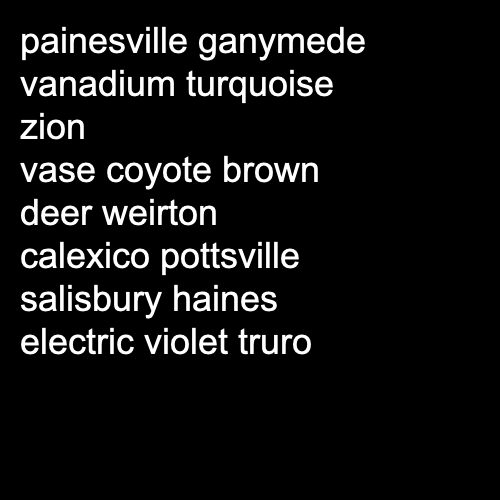 painesville ganymede
vanadium turquoise
zion
vase coyote brown
deer weirton
calexico pottsville
salisbury haines
electric violet truro